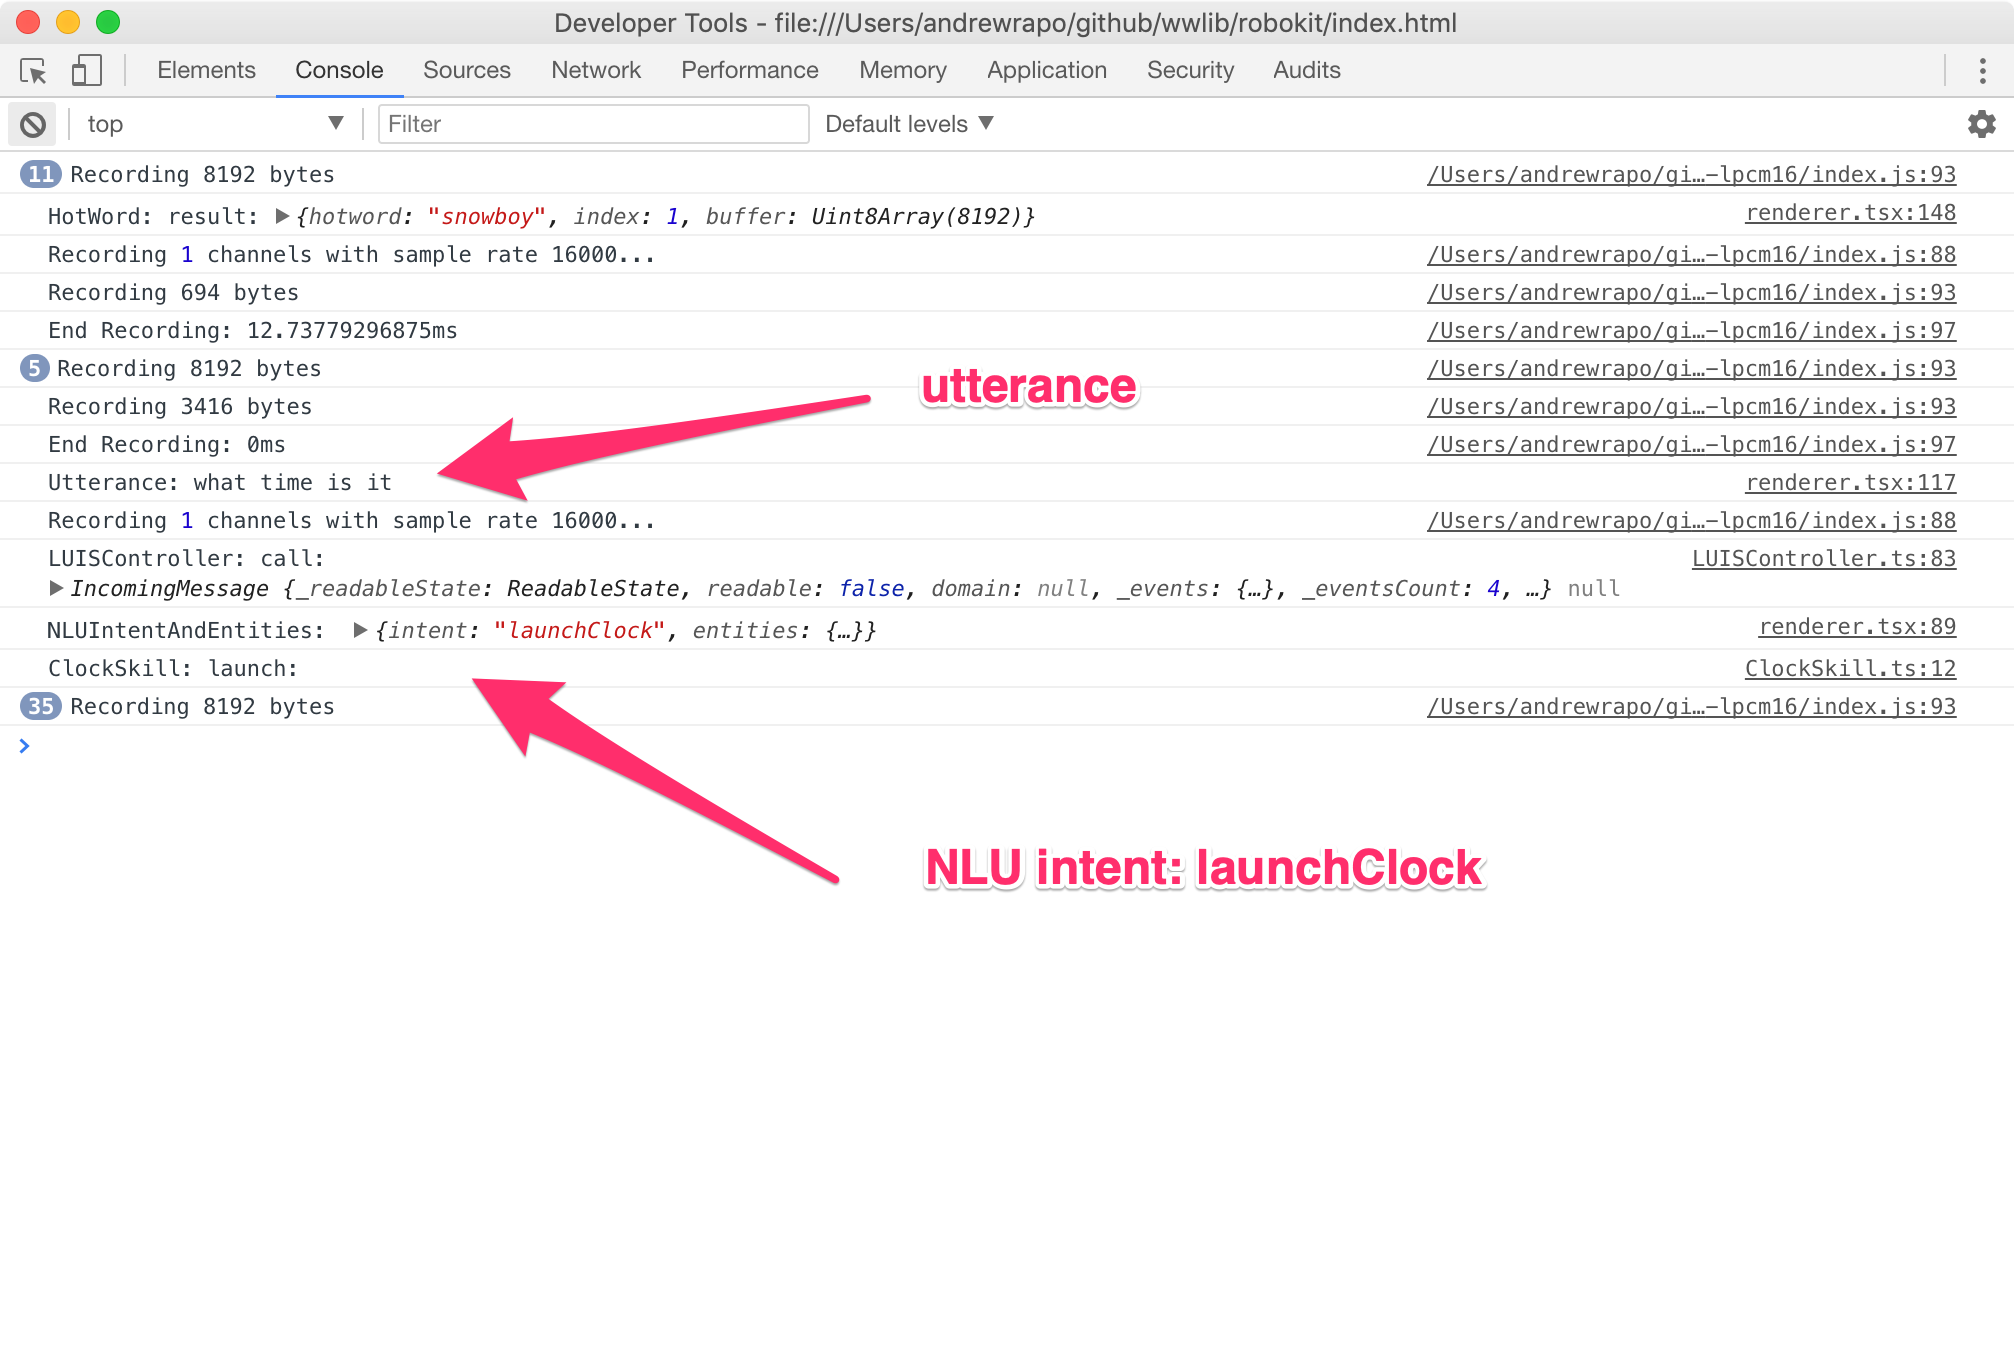 Developer Tools - file:///Users/andrewrapo/github/wwlib/robokit/index.html
Elements Console Sources Network Performance Memory Application Security Audits
top ▼ Filter Default levels ▼
11 Recording 8192 bytes /Users/andrewrapo/gi…-lpcm16/index.js:93
HotWord: result: ▶{hotword: "snowboy", index: 1, buffer: Uint8Array(8192)} renderer.tsx:148
Recording 1 channels with sample rate 16000... /Users/andrewrapo/gi…-lpcm16/index.js:88
Recording 694 bytes /Users/andrewrapo/gi…-lpcm16/index.js:93
End Recording: 12.73779296875ms /Users/andrewrapo/gi…-lpcm16/index.js:97
5 Recording 8192 bytes /Users/andrewrapo/gi…-lpcm16/index.js:93
utterance
Recording 3416 bytes /Users/andrewrapo/gi…-lpcm16/index.js:93
End Recording: 0ms /Users/andrewrapo/gi…-lpcm16/index.js:97
Utterance: what time is it renderer.tsx:117
Recording 1 channels with sample rate 16000... /Users/andrewrapo/gi…-lpcm16/index.js:88
LUISController: call: LUISController.ts:83
▶IncomingMessage {_readableState: ReadableState, readable: false, domain: null, _events: {…}, _eventsCount: 4, …} null
NLUIntentAndEntities: ▶{intent: "launchClock", entities: {…}} renderer.tsx:89
ClockSkill: launch: ClockSkill.ts:12
35 Recording 8192 bytes /Users/andrewrapo/gi…-lpcm16/index.js:93
>
NLU intent: launchClock